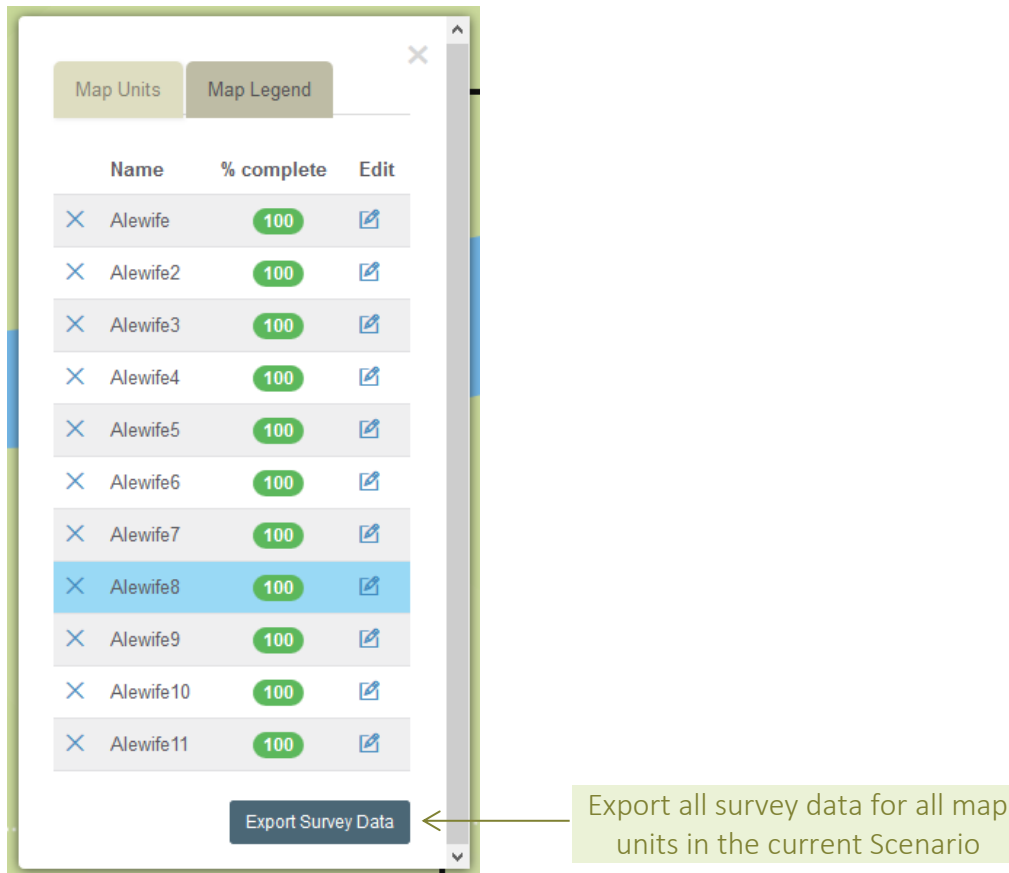 Map Units Map Legend
Name % complete Edit
Alewife 100
Alewife2 100
Alewife3 100
Alewife4 100
Alewife5 100
Alewife6 100
Alewife7 100
Alewife8 100
Alewife9 100
Alewife10 100
Alewife11 100
Export Survey Data
Export all survey data for all map
units in the current Scenario